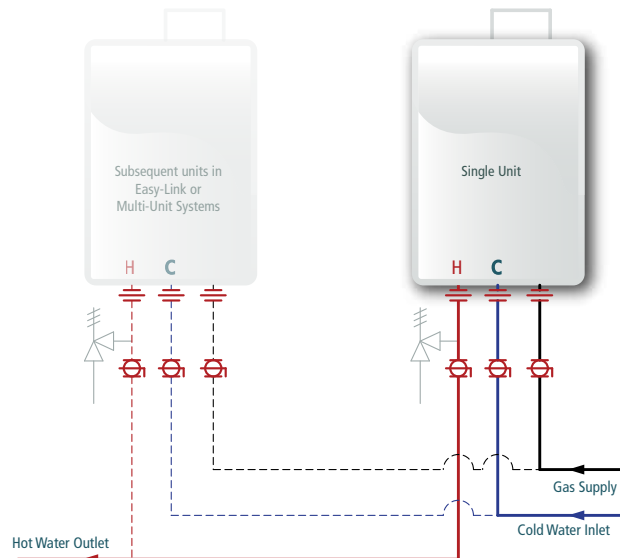 Subsequent units in
Easy-Link or
Multi-Unit Systems
Single Unit
H C
H C
Gas Supply
Cold Water Inlet
Hot Water Outlet